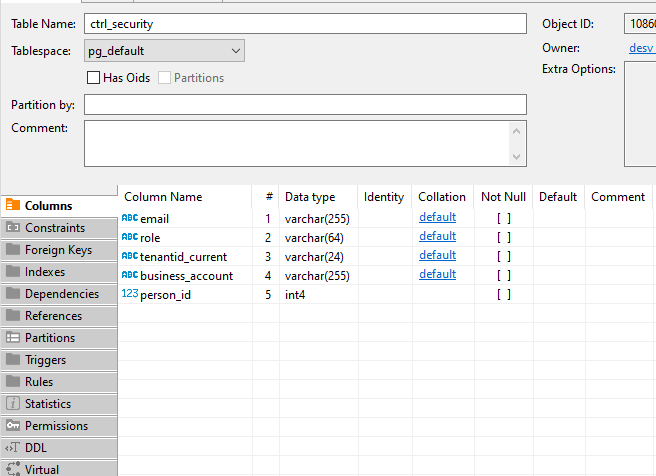 Table Name: ctrl_security Object ID: 10860
Tablespace: pg_default Owner: desv
Has Oids Partitions Extra Options:
Partition by:
Comment:
Columns
Constraints
Foreign Keys
Indexes
Dependencies
References
Partitions
Triggers
Rules
Statistics
Permissions
DDL
Virtual
Column Name # Data type Identity Collation Not Null Default Comment
ABC email 1 varchar(255) default [ ]
ABC role 2 varchar(64) default [ ]
ABC tenantid_current 3 varchar(24) default [ ]
ABC business_account 4 varchar(255) default [ ]
123 person_id 5 int4 [ ]